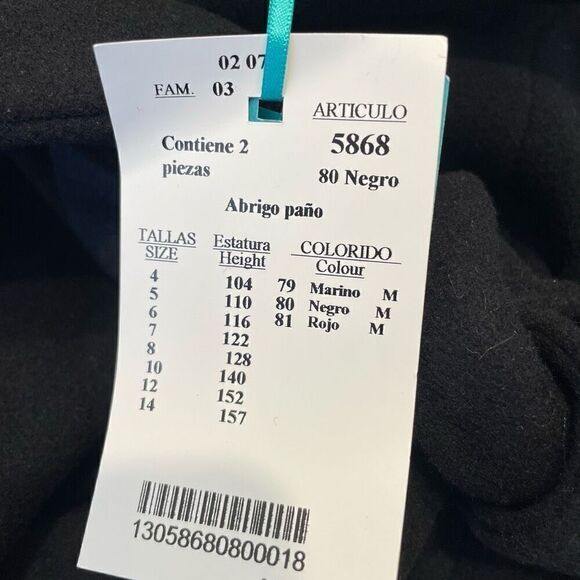 02 07
FAM. 03
ARTICULO
Contiene 2
piezas
5868
80 Negro
Abrigo paño
TALLAS Estatura COLORIDO
SIZE Height Colour
4 104 79 Marino M
5 110 80 Negro M
6 116 81 Rojo M
7 122
8 128
10 140
12 152
14 157
13058680800018